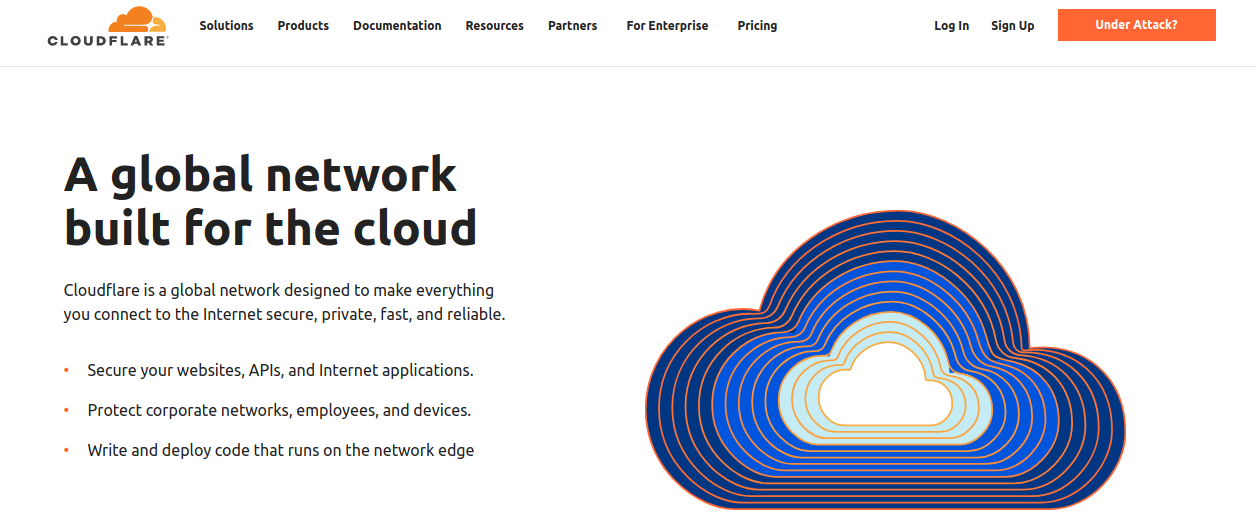 CLOUDFLARE
Solutions Products Documentation Resources Partners For Enterprise Pricing Log In Sign Up Under Attack?
A global network
built for the cloud
Cloudflare is a global network designed to make everything
you connect to the Internet secure, private, fast, and reliable.
• Secure your websites, APIs, and Internet applications.
• Protect corporate networks, employees, and devices.
• Write and deploy code that runs on the network edge